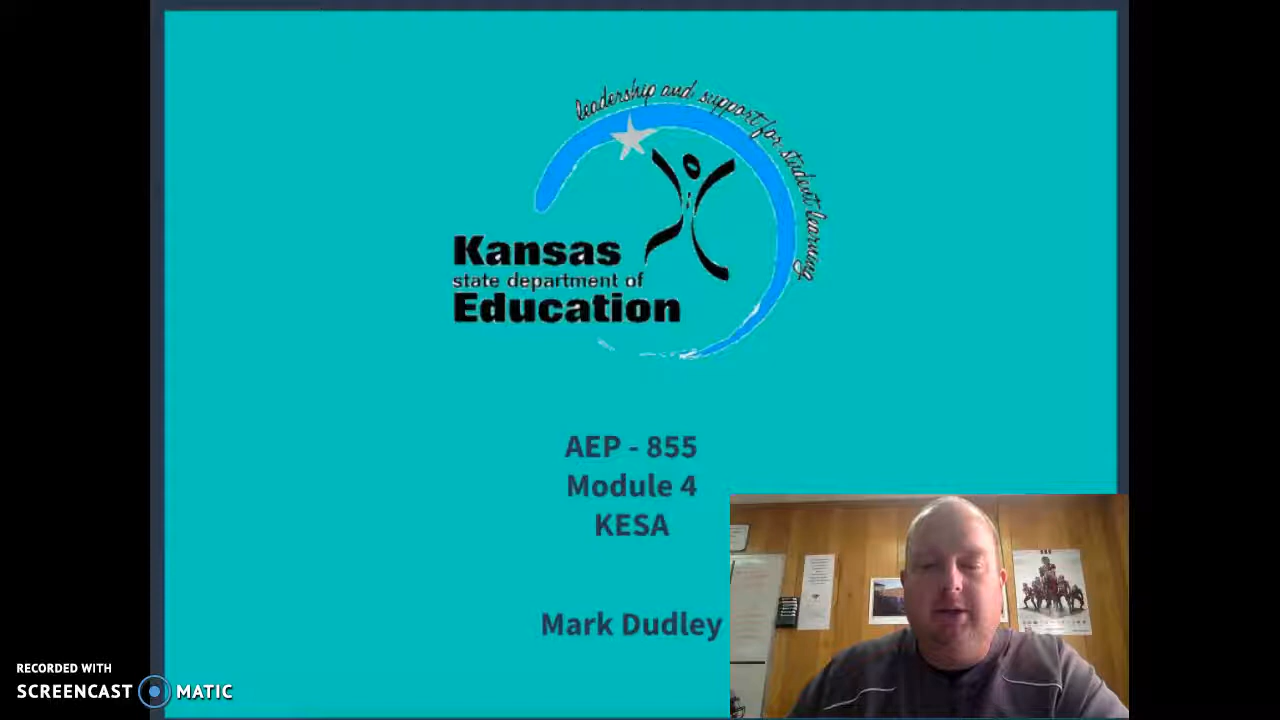 leadership and support for student learning
Kansas
state department of
Education
AEP - 855
Module 4
KESA
Mark Dudley
RECORDED WITH
SCREENCAST MATIC